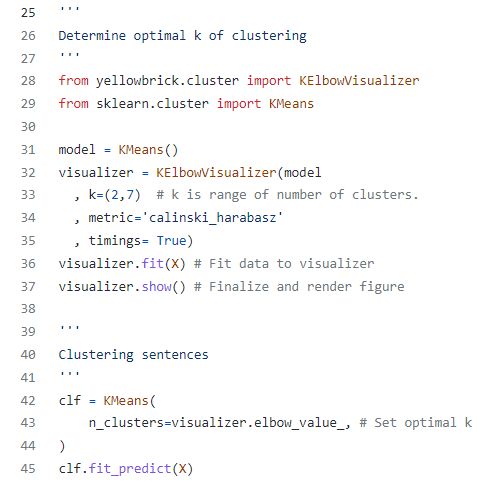 25 '''
26 Determine optimal k of clustering
27 '''
28 from yellowbrick.cluster import KElbowVisualizer
29 from sklearn.cluster import KMeans
30
31 model = KMeans()
32 visualizer = KElbowVisualizer(model
33   , k=(2,7)  # k is range of number of clusters.
34   , metric='calinski_harabasz'
35   , timings= True)
36 visualizer.fit(X) # Fit data to visualizer
37 visualizer.show() # Finalize and render figure
38
39 '''
40 Clustering sentences
41 '''
42 clf = KMeans(
43     n_clusters=visualizer.elbow_value_, # Set optimal k
44 )
45 clf.fit_predict(X)